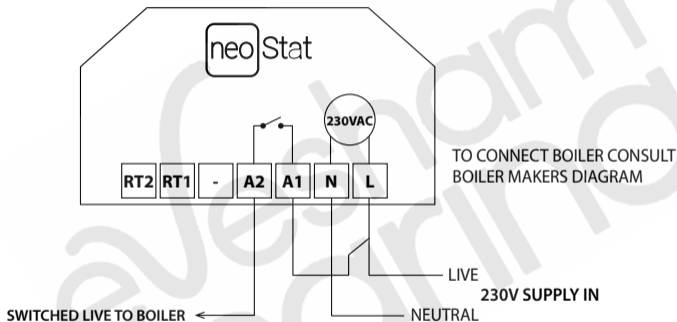 neo Stat
230VAC
RT2 RT1 - A2 A1 N L
TO CONNECT BOILER CONSULT
BOILER MAKERS DIAGRAM
LIVE
230V SUPPLY IN
SWITCHED LIVE TO BOILER
NEUTRAL
evesham